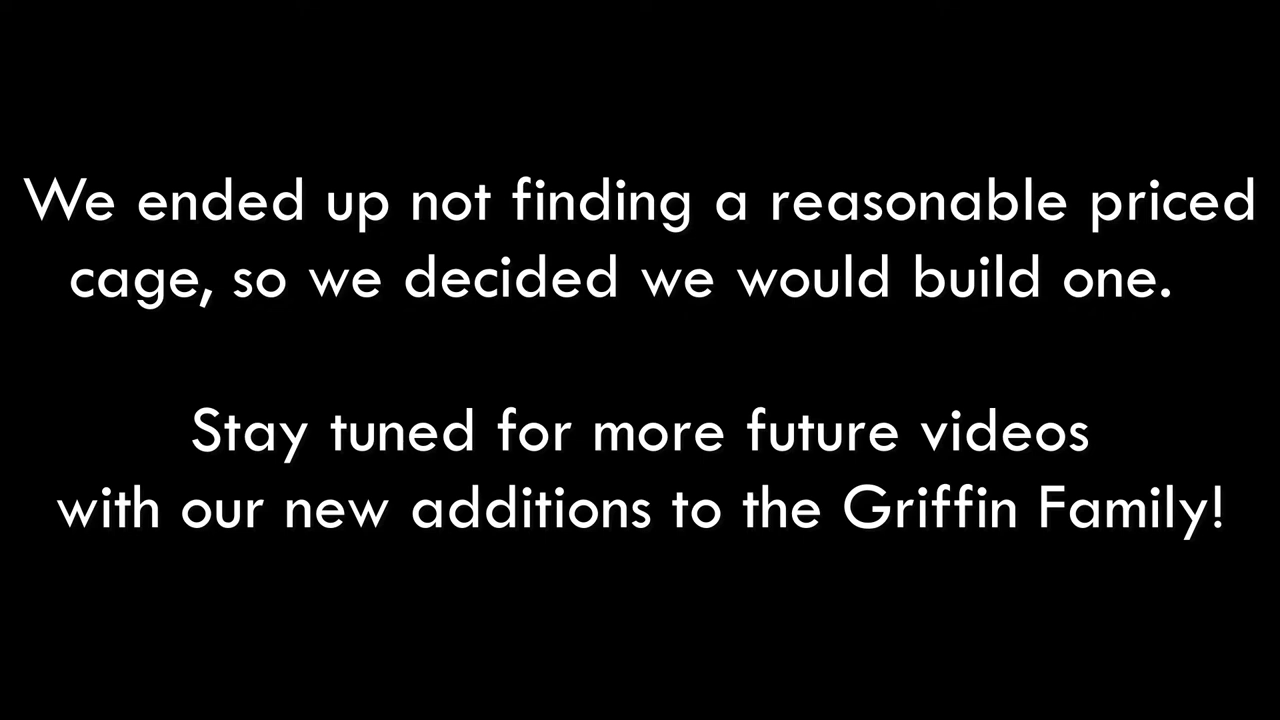 We ended up not finding a reasonable priced
cage, so we decided we would build one.
Stay tuned for more future videos
with our new additions to the Griffin Family!